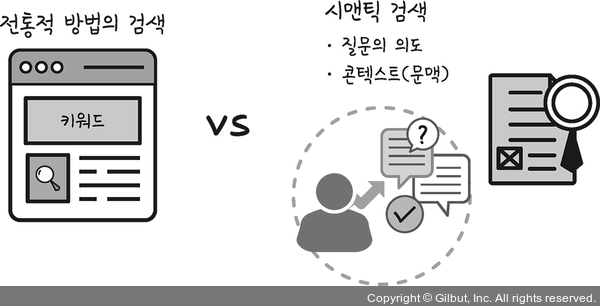 전통적 방법의 검색
키워드
vs
시맨틱 검색
· 질문의 의도
· 콘텍스트(문맥)
?
Copyright © Gilbut, Inc. All rights reserved.